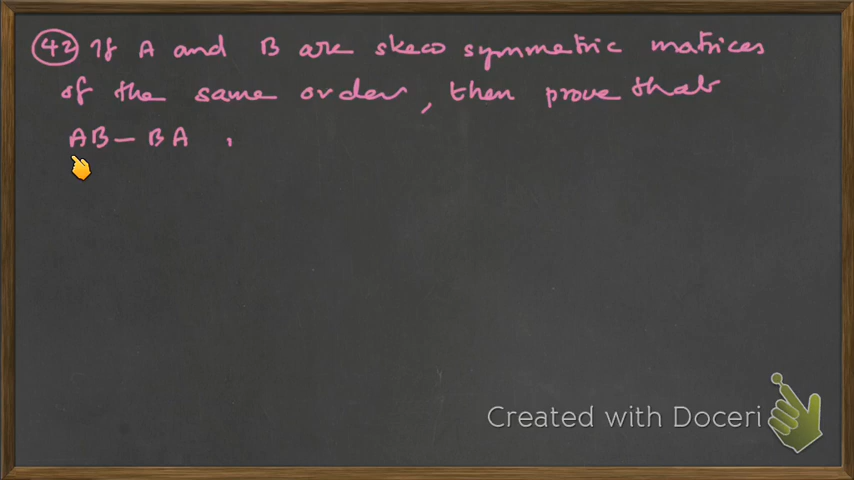 42 If A and B are skew symmetric matrices
of the same order, then prove that
AB - BA ,
Created with Doceri